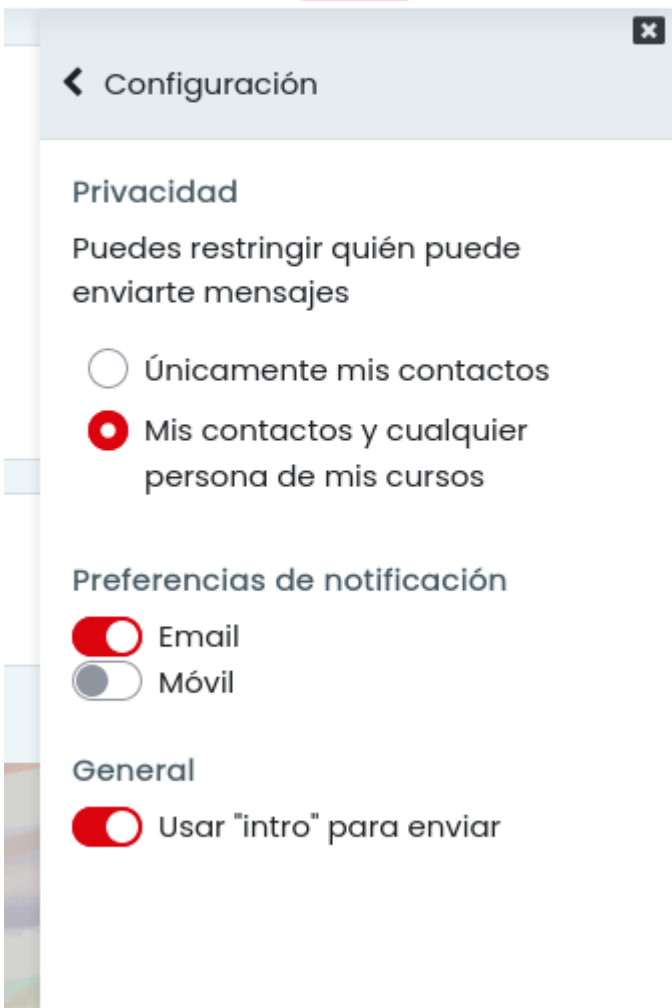 Configuración
Privacidad
Puedes restringir quién puede
enviarte mensajes
Únicamente mis contactos
Mis contactos y cualquier
persona de mis cursos
Preferencias de notificación
Email
Móvil
General
Usar "intro" para enviar